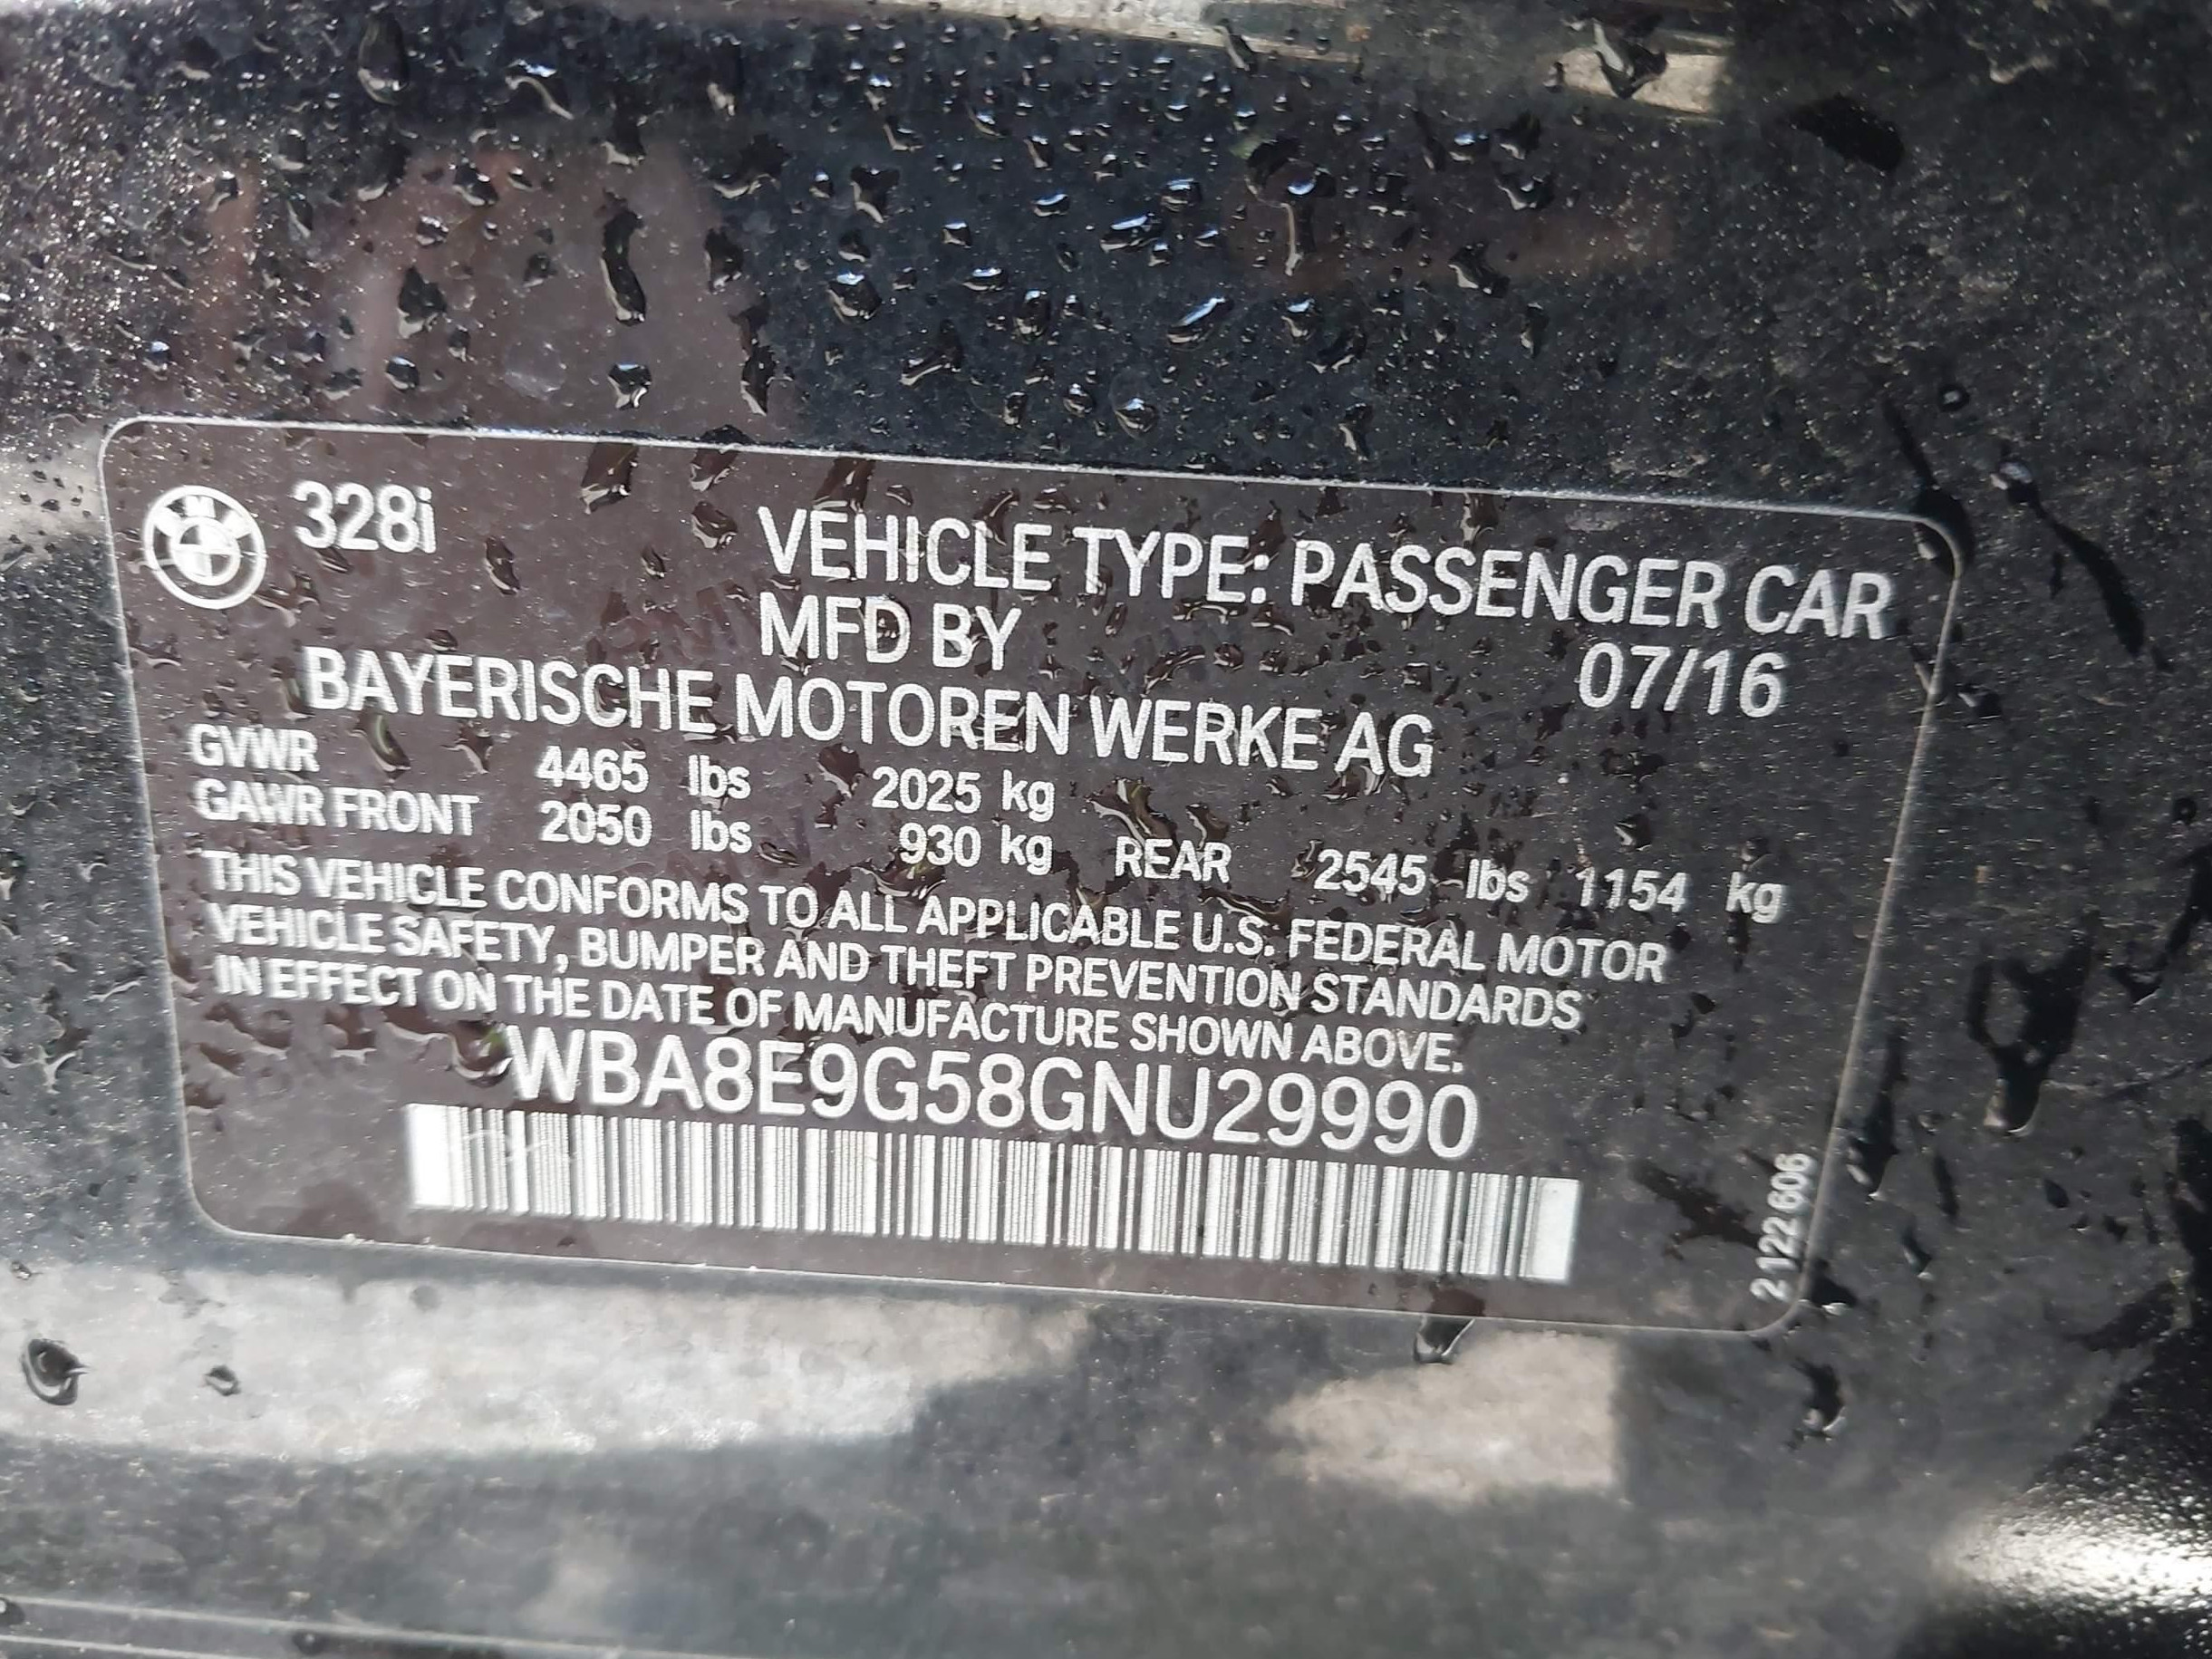 328i
VEHICLE TYPE: PASSENGER CAR
MFD BY
07/16
BAYERISCHE MOTOREN WERKE AG
GVWR 4465 lbs 2025 kg
GAWR FRONT 2050 lbs 930 kg REAR 2545 lbs 1154 kg
THIS VEHICLE CONFORMS TO ALL APPLICABLE U.S. FEDERAL MOTOR
VEHICLE SAFETY, BUMPER AND THEFT PREVENTION STANDARDS
IN EFFECT ON THE DATE OF MANUFACTURE SHOWN ABOVE.
WBA8E9G58GNU29990
2122606